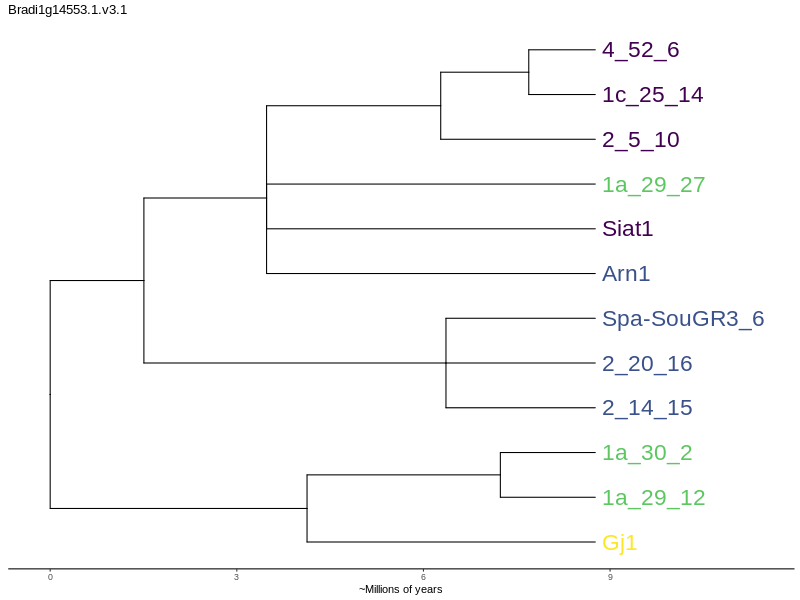 Bradi1g14553.1.v3.1
4_52_6
1c_25_14
2_5_10
1a_29_27
Siat1
Arn1
Spa-SouGR3_6
2_20_16
2_14_15
1a_30_2
1a_29_12
Gj1
0 3 6 9
~Millions of years